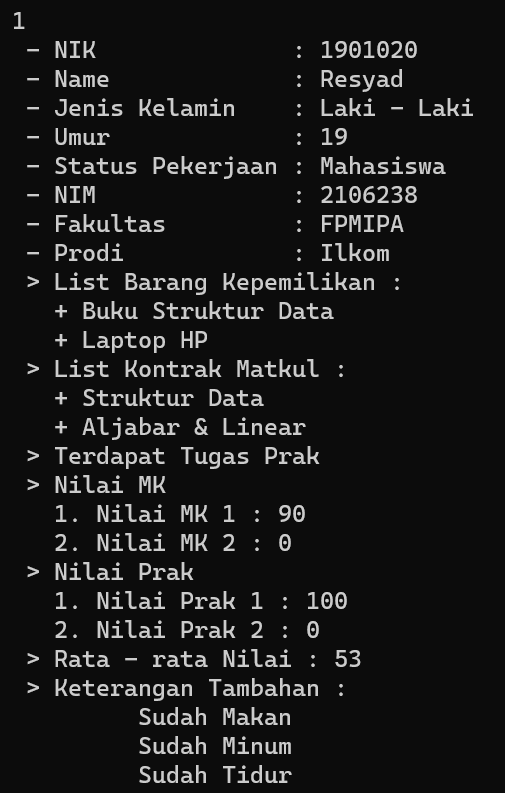 1
- NIK : 1901020
- Name : Resyad
- Jenis Kelamin : Laki - Laki
- Umur : 19
- Status Pekerjaan : Mahasiswa
- NIM : 2106238
- Fakultas : FPMIPA
- Prodi : Ilkom
> List Barang Kepemilikan :
+ Buku Struktur Data
+ Laptop HP
> List Kontrak Matkul :
+ Struktur Data
+ Aljabar & Linear
> Terdapat Tugas Prak
> Nilai MK
1. Nilai MK 1 : 90
2. Nilai MK 2 : 0
> Nilai Prak
1. Nilai Prak 1 : 100
2. Nilai Prak 2 : 0
> Rata - rata Nilai : 53
> Keterangan Tambahan :
Sudah Makan
Sudah Minum
Sudah Tidur